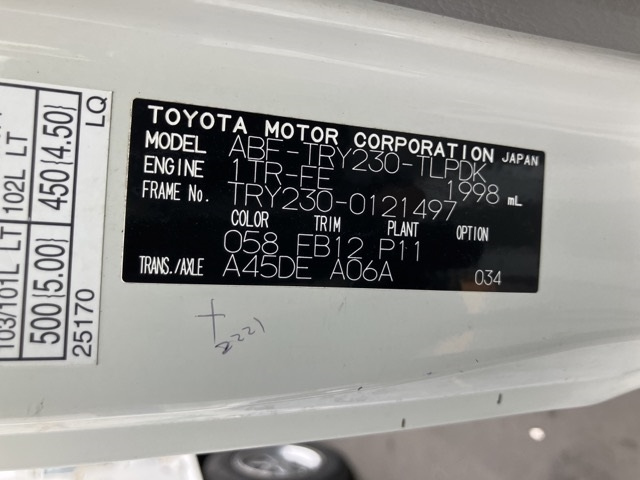 TOYOTA MOTOR CORPORATION JAPAN
MODEL ABF-TRY230-TLPDK
ENGINE 1TR-FE 1998 mL
FRAME No. TRY230-0121497
COLOR TRIM PLANT OPTION
058 FB12 P11
TRANS./AXLE A45DE A06A 034
103/101L LT 102L LT
500(5.00) 450(4.50)
25170 LQ
2221